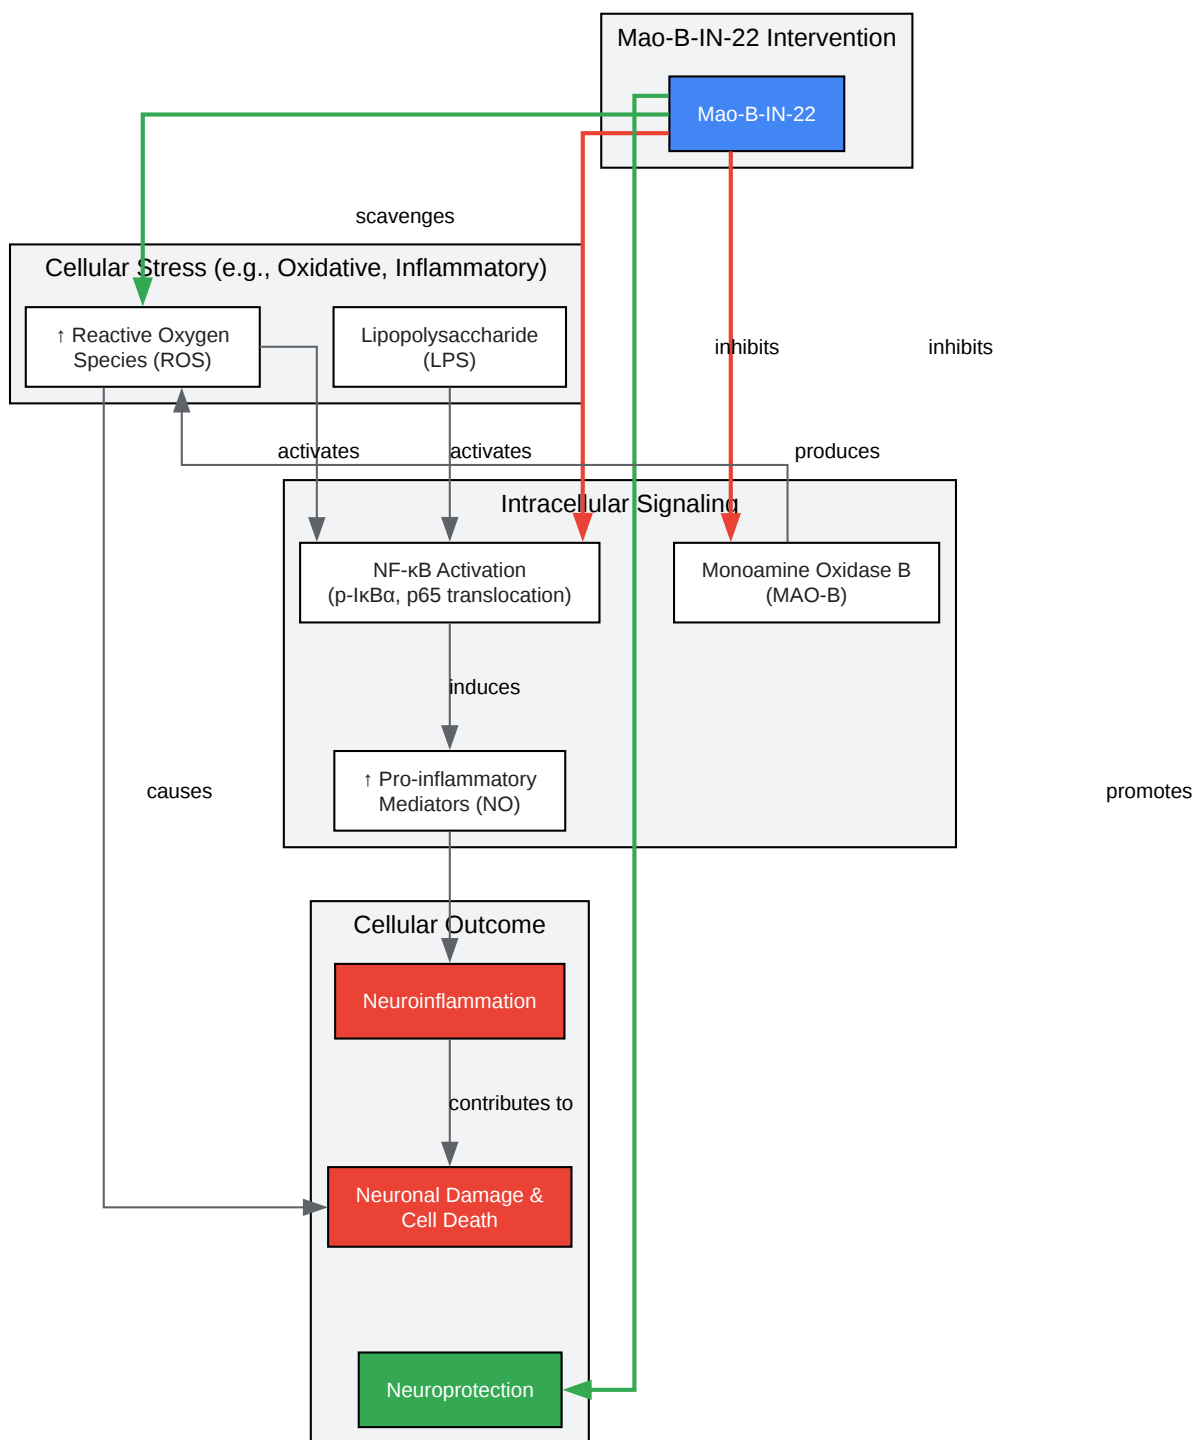 Mao-B-IN-22 Intervention
Mao-B-IN-22
scavenges
Cellular Stress (e.g., Oxidative, Inflammatory)
↑ Reactive Oxygen
Species (ROS)
Lipopolysaccharide
(LPS)
inhibits
inhibits
activates
activates
produces
Intracellular Signaling
NF-κB Activation
(p-IκBα, p65 translocation)
Monoamine Oxidase B
(MAO-B)
induces
↑ Pro-inflammatory
Mediators (NO)
causes
promotes
Cellular Outcome
Neuroinflammation
contributes to
Neuronal Damage &
Cell Death
Neuroprotection